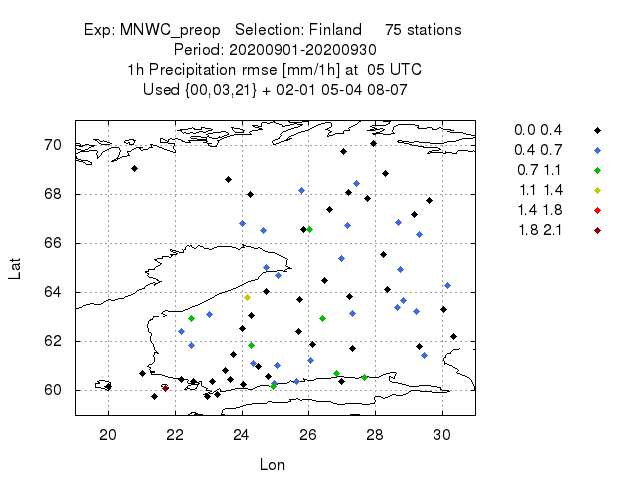 Exp: MNWC_preop   Selection: Finland     75 stations
Period: 20200901-20200930
1h Precipitation rmse [mm/1h] at  05 UTC
Used {00,03,21} + 02-01 05-04 08-07
0.0 0.4
0.4 0.7
0.7 1.1
1.1 1.4
1.4 1.8
1.8 2.1
70
68
66
64
62
60
Lat
20 22 24 26 28 30
Lon